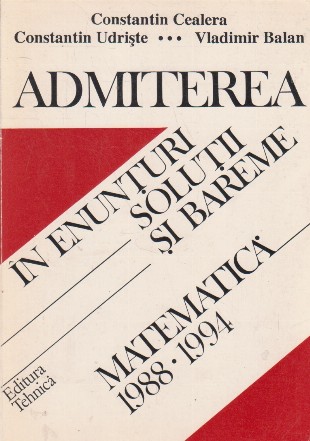 Constantin Cealera
Constantin Udriște ••• Vladimir Balan
ADMITEREA
ÎN ENUNȚURI
SOLUȚII
ȘI BAREME
MATEMATICĂ
1988 • 1994
Editura
Tehnică